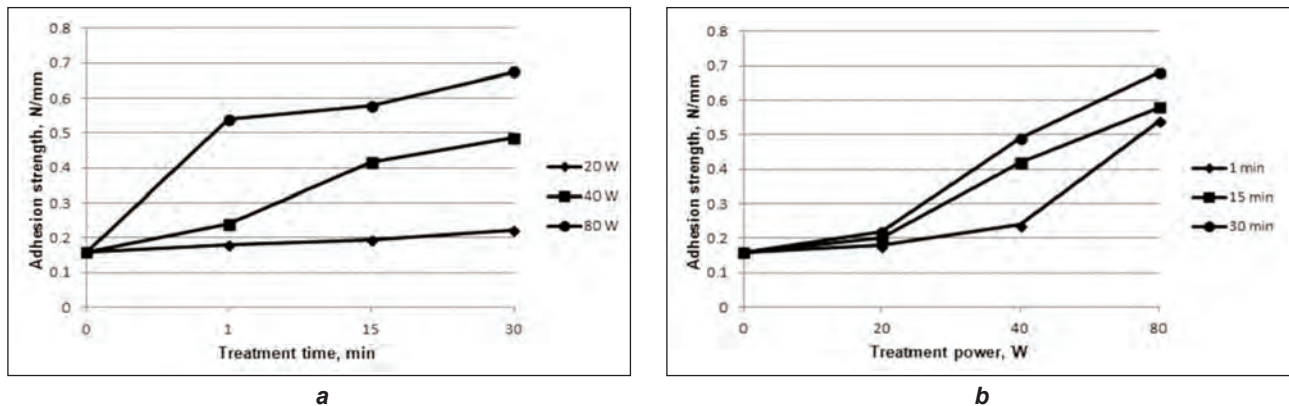 0.8
0.7
0.6
0.5
0.4
0.3
0.2
0.1
0
Adhesion strength, N/mm
0 1 15 30
Treatment time, min
20 W
40 W
80 W
a
0.8
0.7
0.6
0.5
0.4
0.3
0.2
0.1
0
Adhesion strength, N/mm
0 20 40 80
Treatment power, W
1 min
15 min
30 min
b